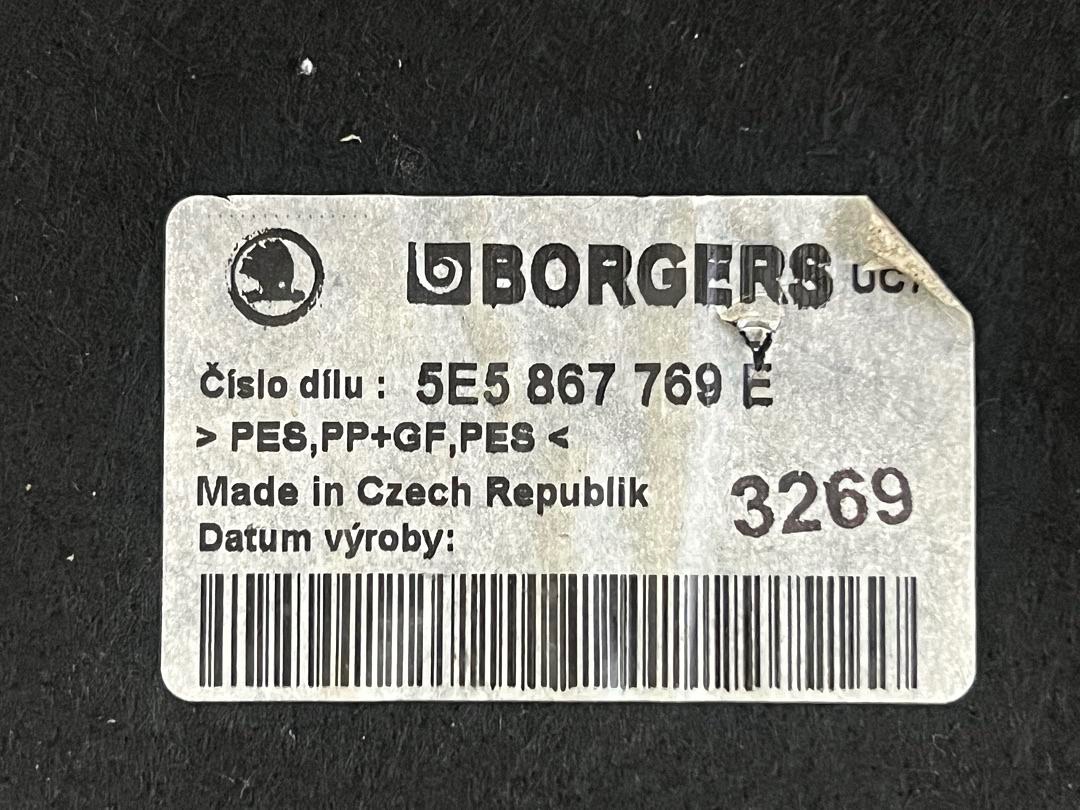 BORGERS
Číslo dílu : 5E5 867 769 E
> PES,PP+GF,PES <
Made in Czech Republik
3269
Datum výroby: